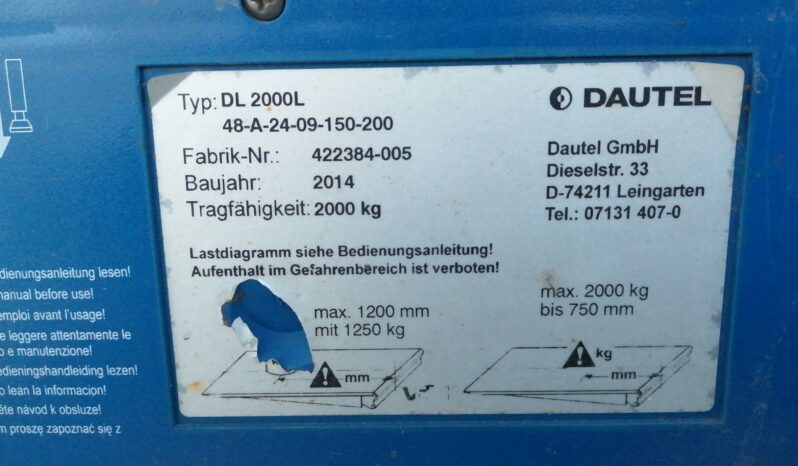 Typ: DL 2000L
48-A-24-09-150-200
Fabrik-Nr.: 422384-005
Baujahr: 2014
Tragfähigkeit: 2000 kg
DAUTEL
Dautel GmbH
Dieselstr. 33
D-74211 Leingarten
Tel.: 07131 407-0
Lastdiagramm siehe Bedienungsanleitung!
Aufenthalt im Gefahrenbereich ist verboten!
max. 1200 mm
mit 1250 kg
mm
max. 2000 kg
bis 750 mm
kg
mm
dienungsanleitung lesen!
manual before use!
emploi avant l'usage!
e leggere attentamente le
o e manutenzione!
edieningshandleiding lezen!
o lean la informacion!
ěte návod k obsluze!
m proszę zapoznać się z